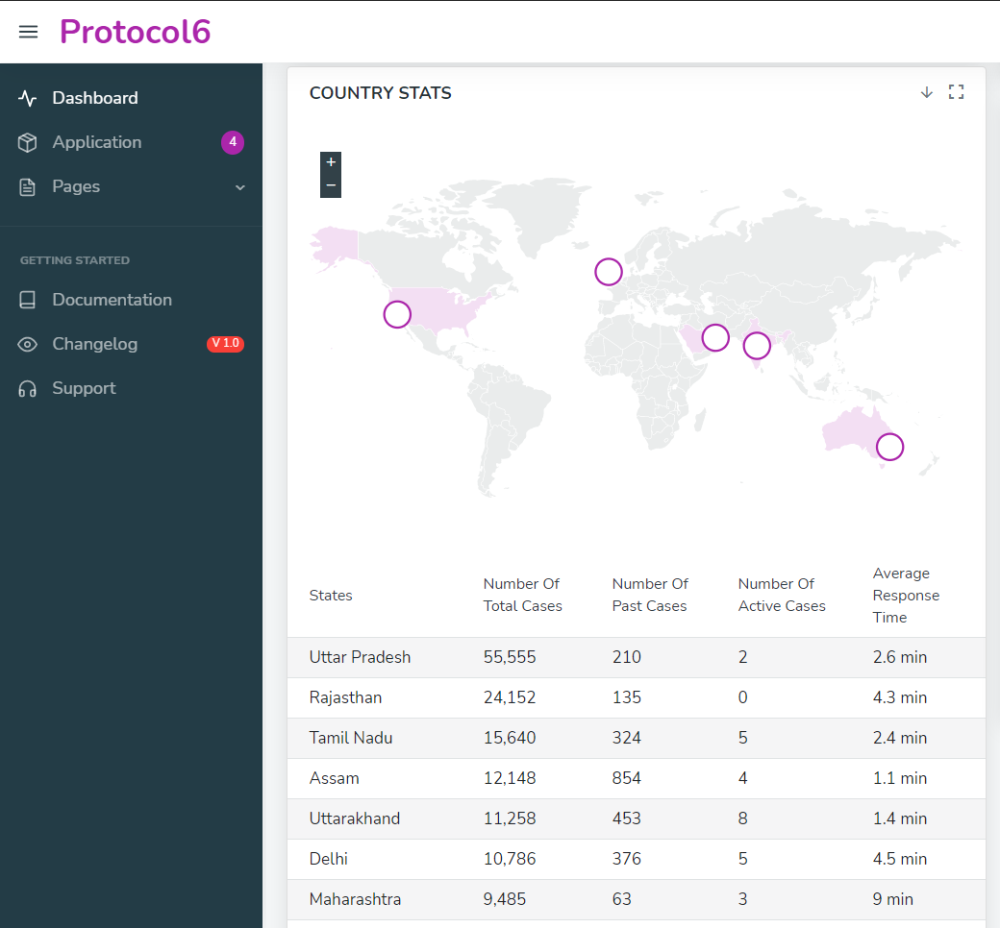 Protocol6
Dashboard
Application 4
Pages
GETTING STARTED
Documentation
Changelog V 1.0
Support
COUNTRY STATS
+
−
States
Number Of
Total Cases
Number Of
Past Cases
Number Of
Active Cases
Average
Response
Time
Uttar Pradesh 55,555 210 2 2.6 min
Rajasthan 24,152 135 0 4.3 min
Tamil Nadu 15,640 324 5 2.4 min
Assam 12,148 854 4 1.1 min
Uttarakhand 11,258 453 8 1.4 min
Delhi 10,786 376 5 4.5 min
Maharashtra 9,485 63 3 9 min